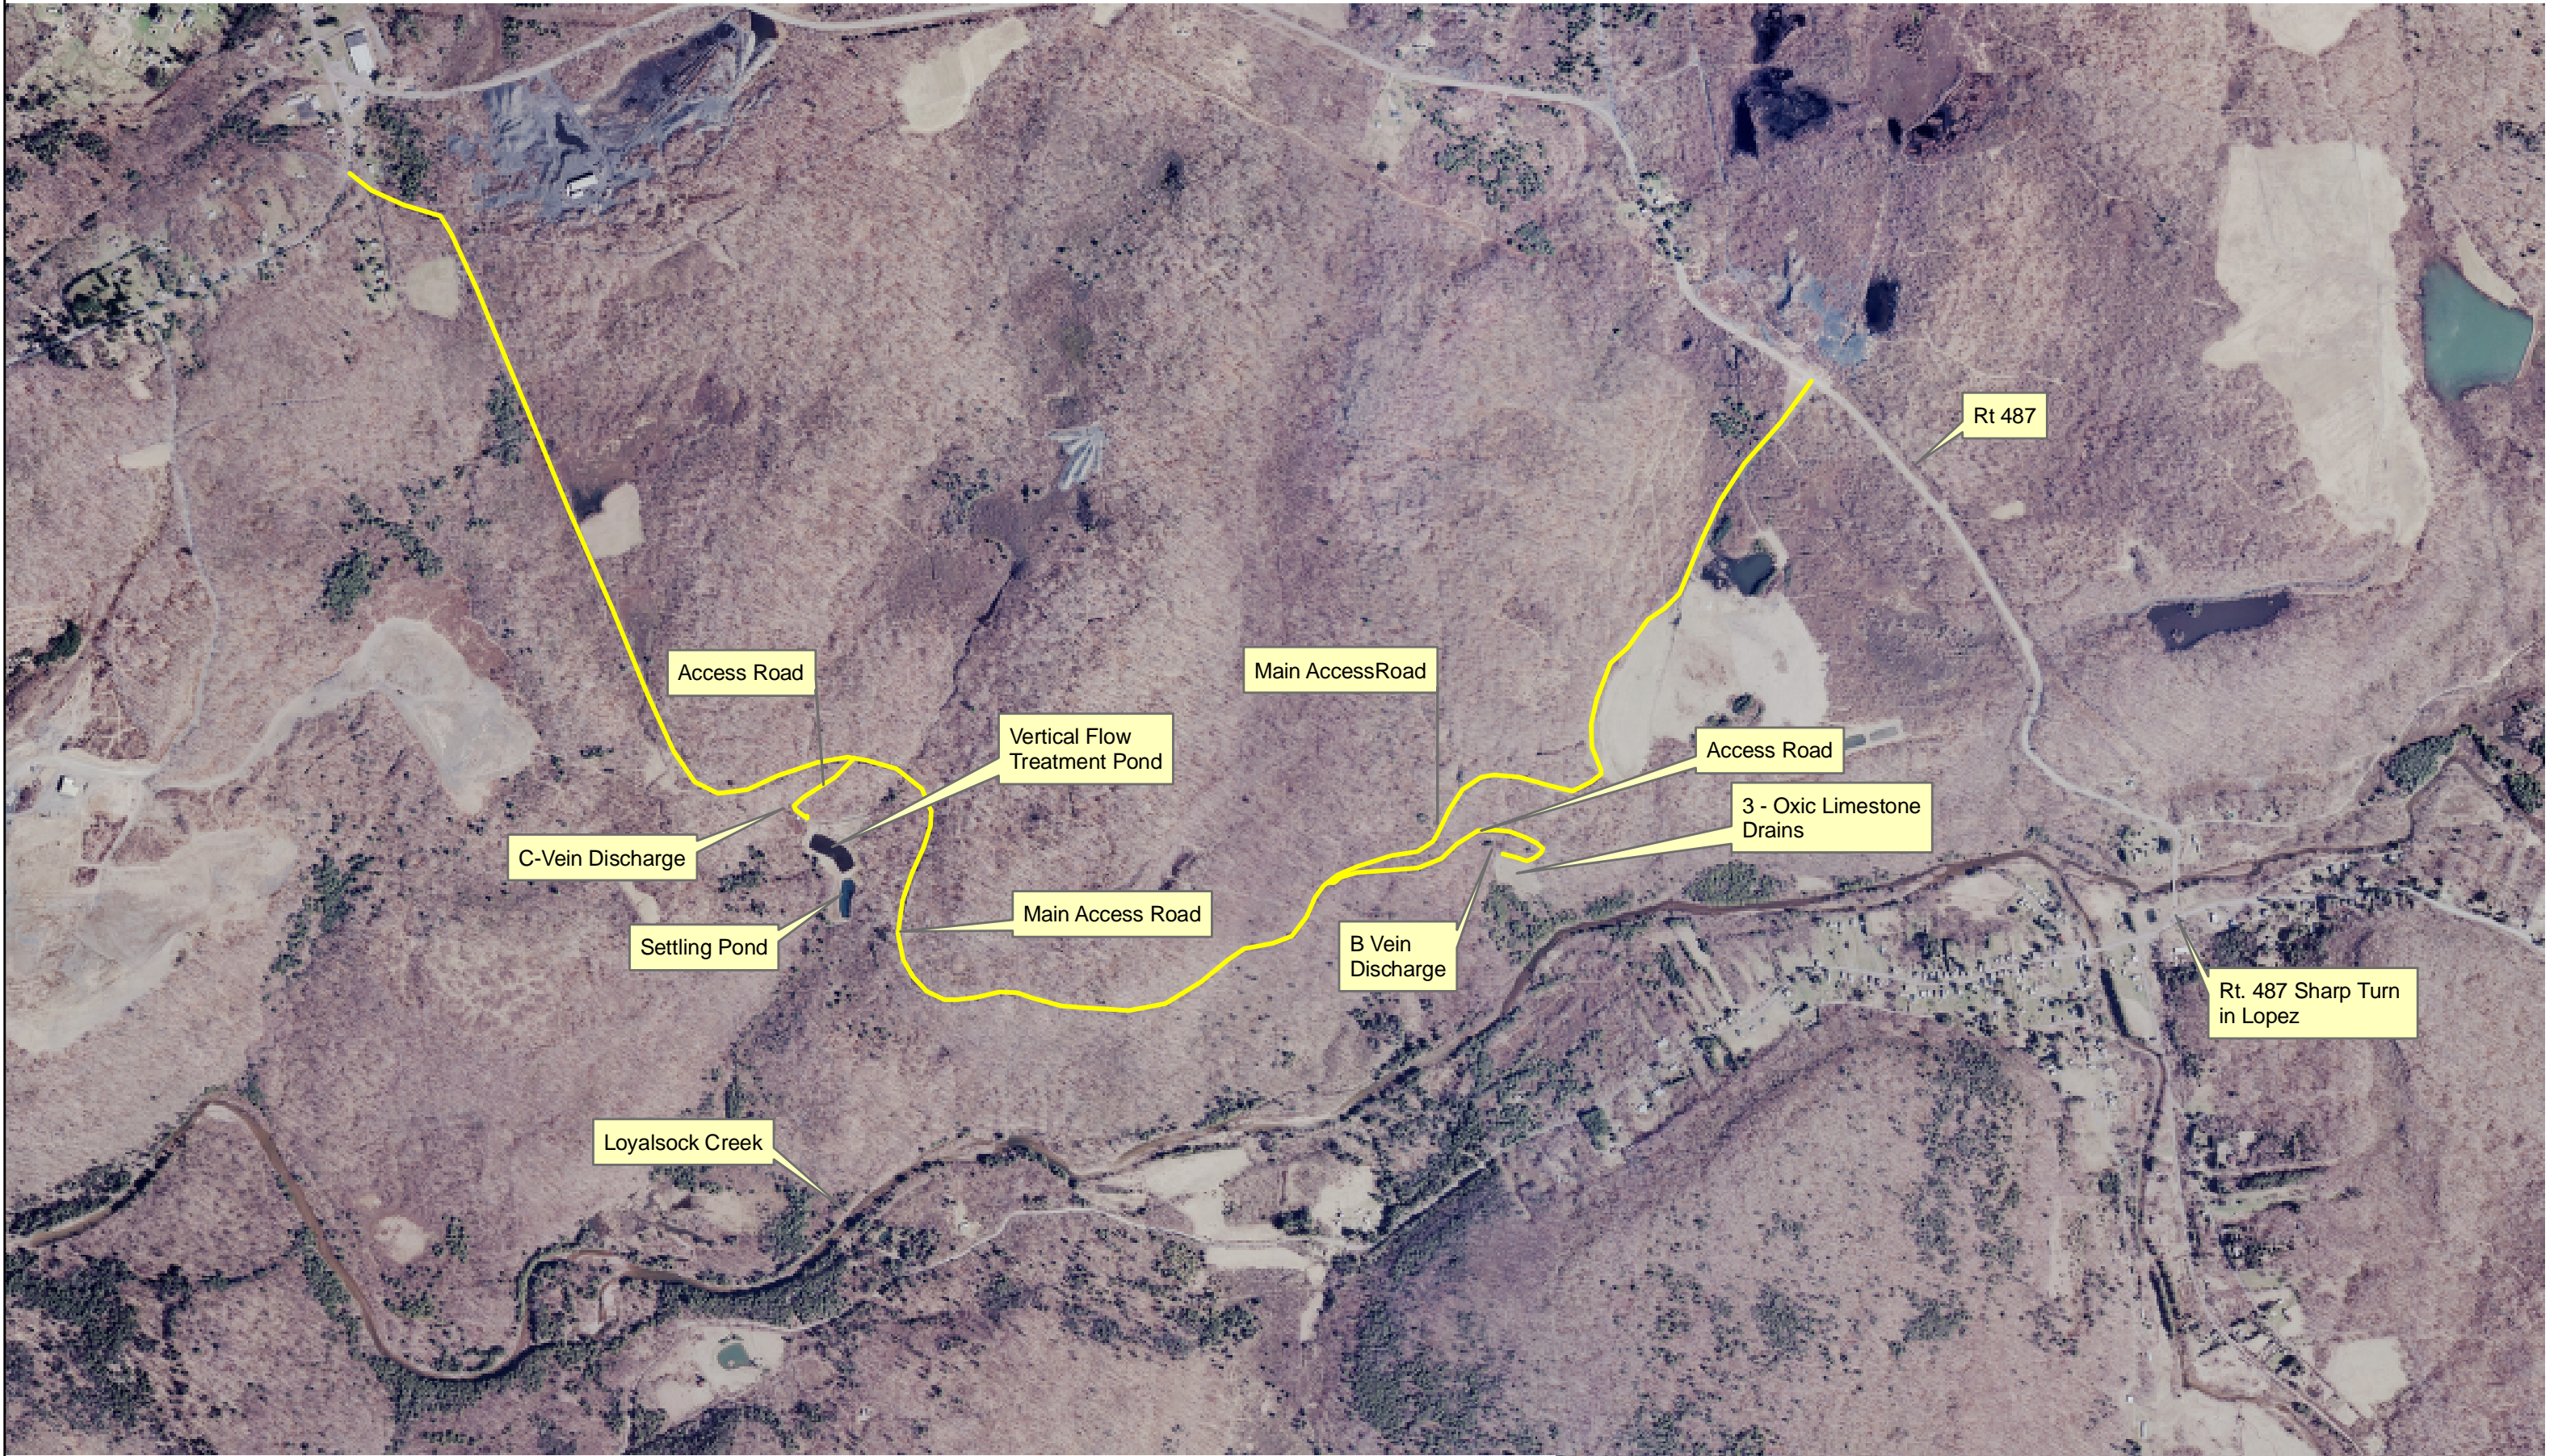 Rt 487
Access Road
Main AccessRoad
Vertical Flow
Treatment Pond
Access Road
3 - Oxic Limestone
Drains
C-Vein Discharge
Main Access Road
Settling Pond
B Vein
Discharge
Rt. 487 Sharp Turn
in Lopez
Loyalsock Creek